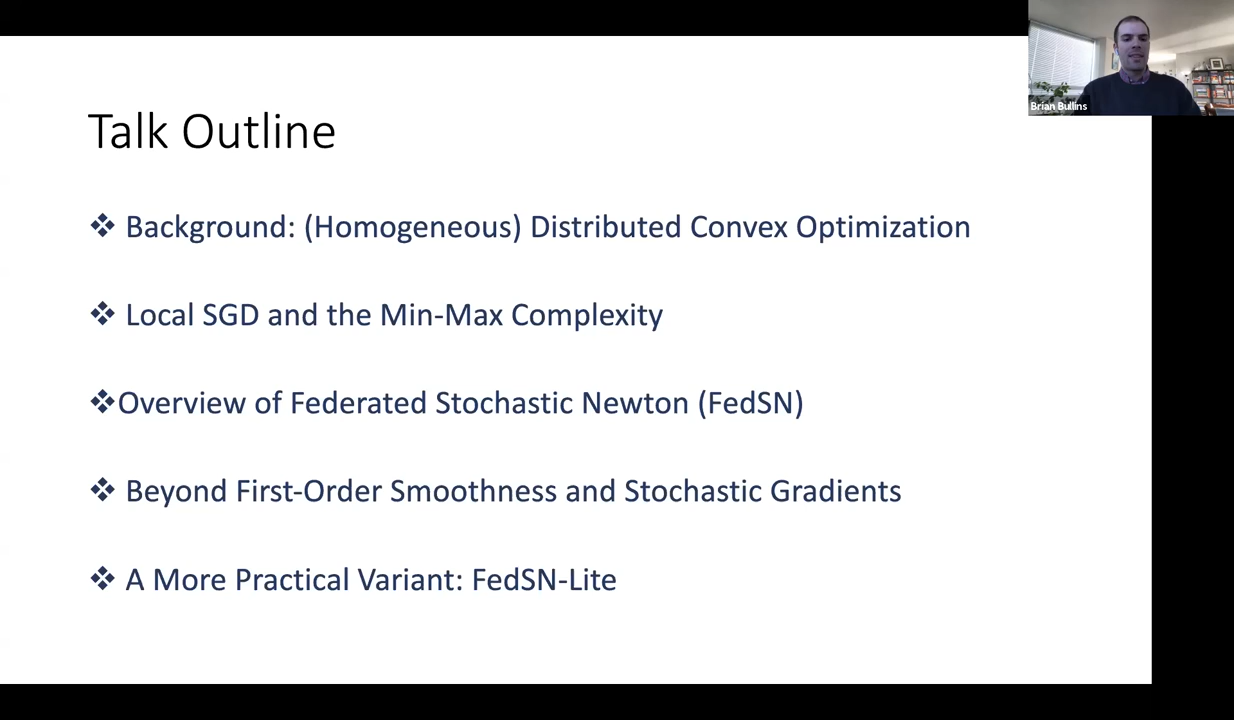 Talk Outline
Background: (Homogeneous) Distributed Convex Optimization
Local SGD and the Min-Max Complexity
Overview of Federated Stochastic Newton (FedSN)
Beyond First-Order Smoothness and Stochastic Gradients
A More Practical Variant: FedSN-Lite
Brian Bullins